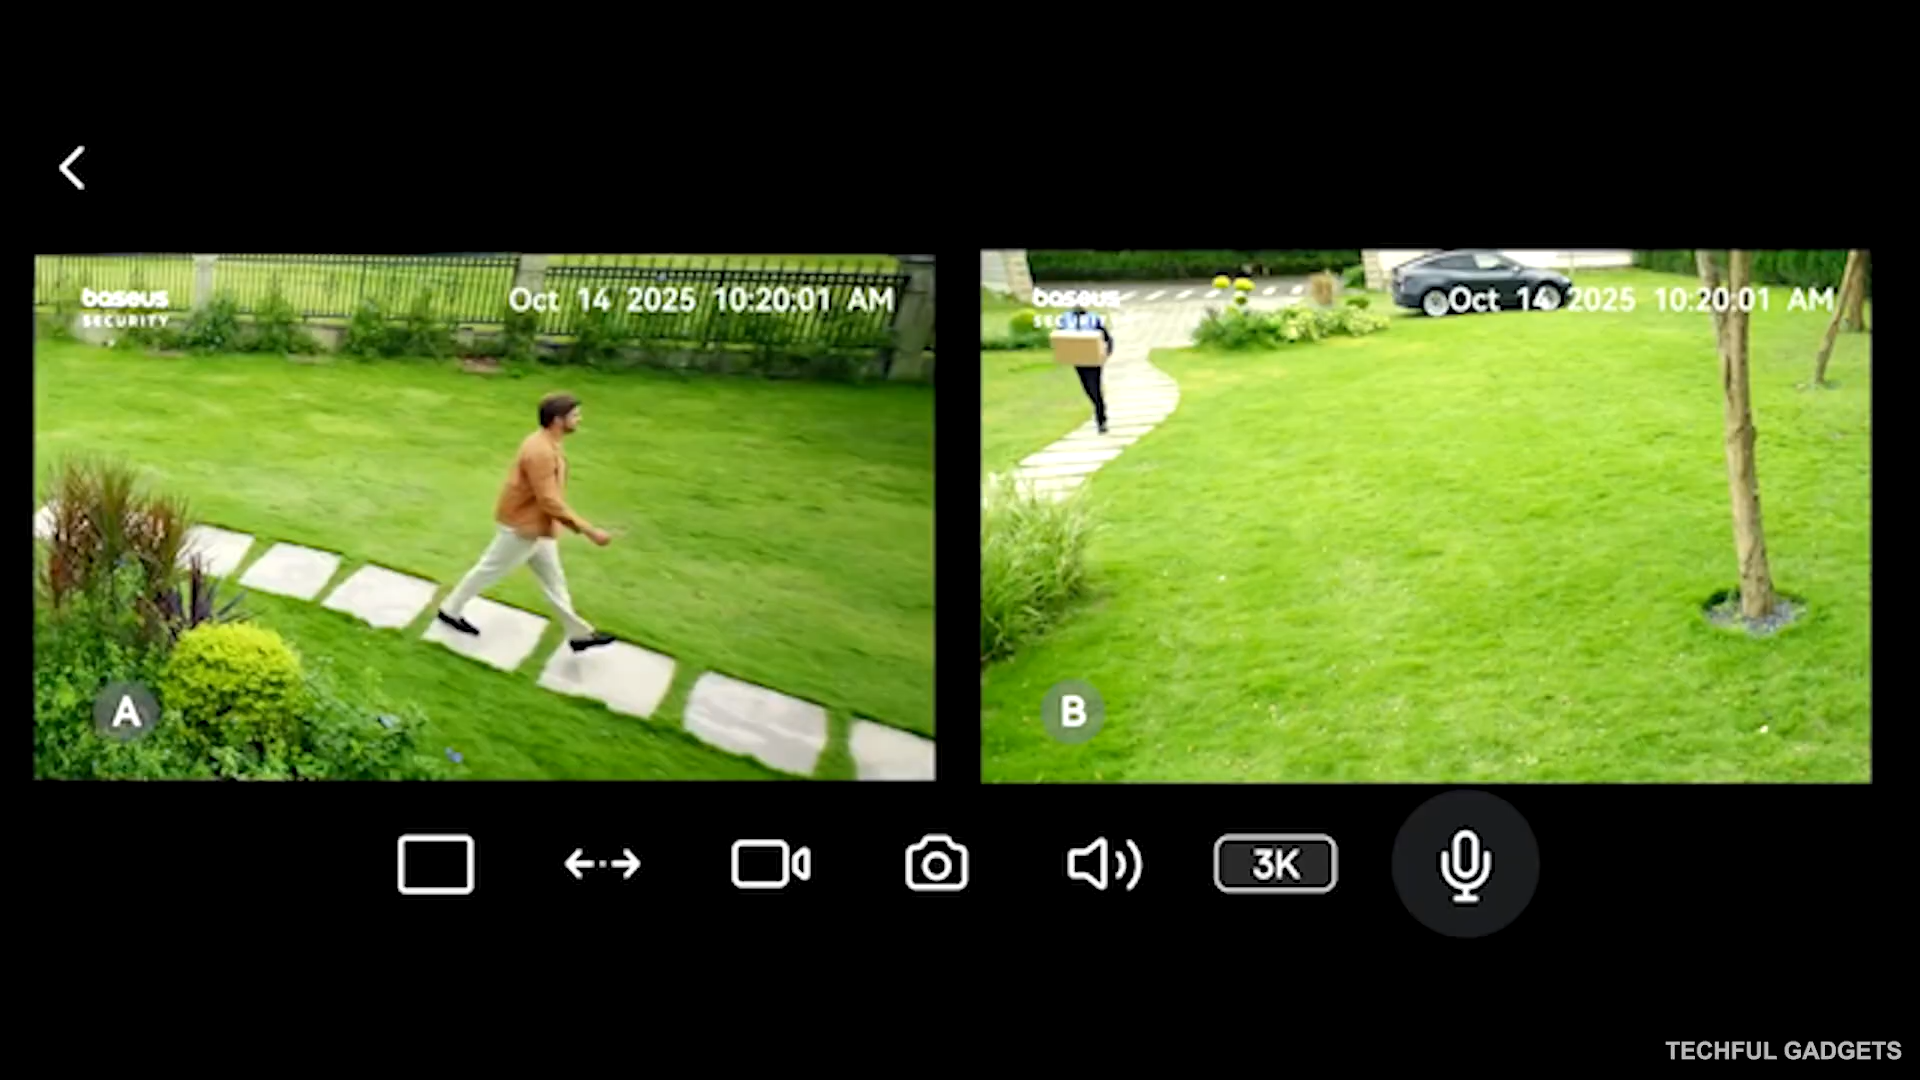 baseus
SECURITY
Oct 14 2025 10:20:01 AM
A
baseus
SECURITY
Oct 14 2025 10:20:01 AM
B
3K
TECHFUL GADGETS